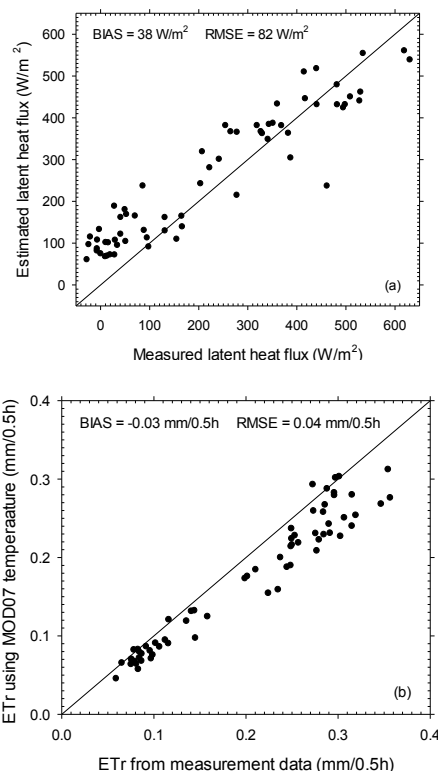 BIAS = 38 W/m² RMSE = 82 W/m²
600
500
400
300
200
100
0
Estimated latent heat flux (W/m²)
(a)
0 100 200 300 400 500 600
Measured latent heat flux (W/m²)
0.4
BIAS = -0.03 mm/0.5h RMSE = 0.04 mm/0.5h
0.3
0.2
0.1
0.0
ETr using MOD07 temperaature (mm/0.5h)
(b)
0.0 0.1 0.2 0.3 0.4
ETr from measurement data (mm/0.5h)